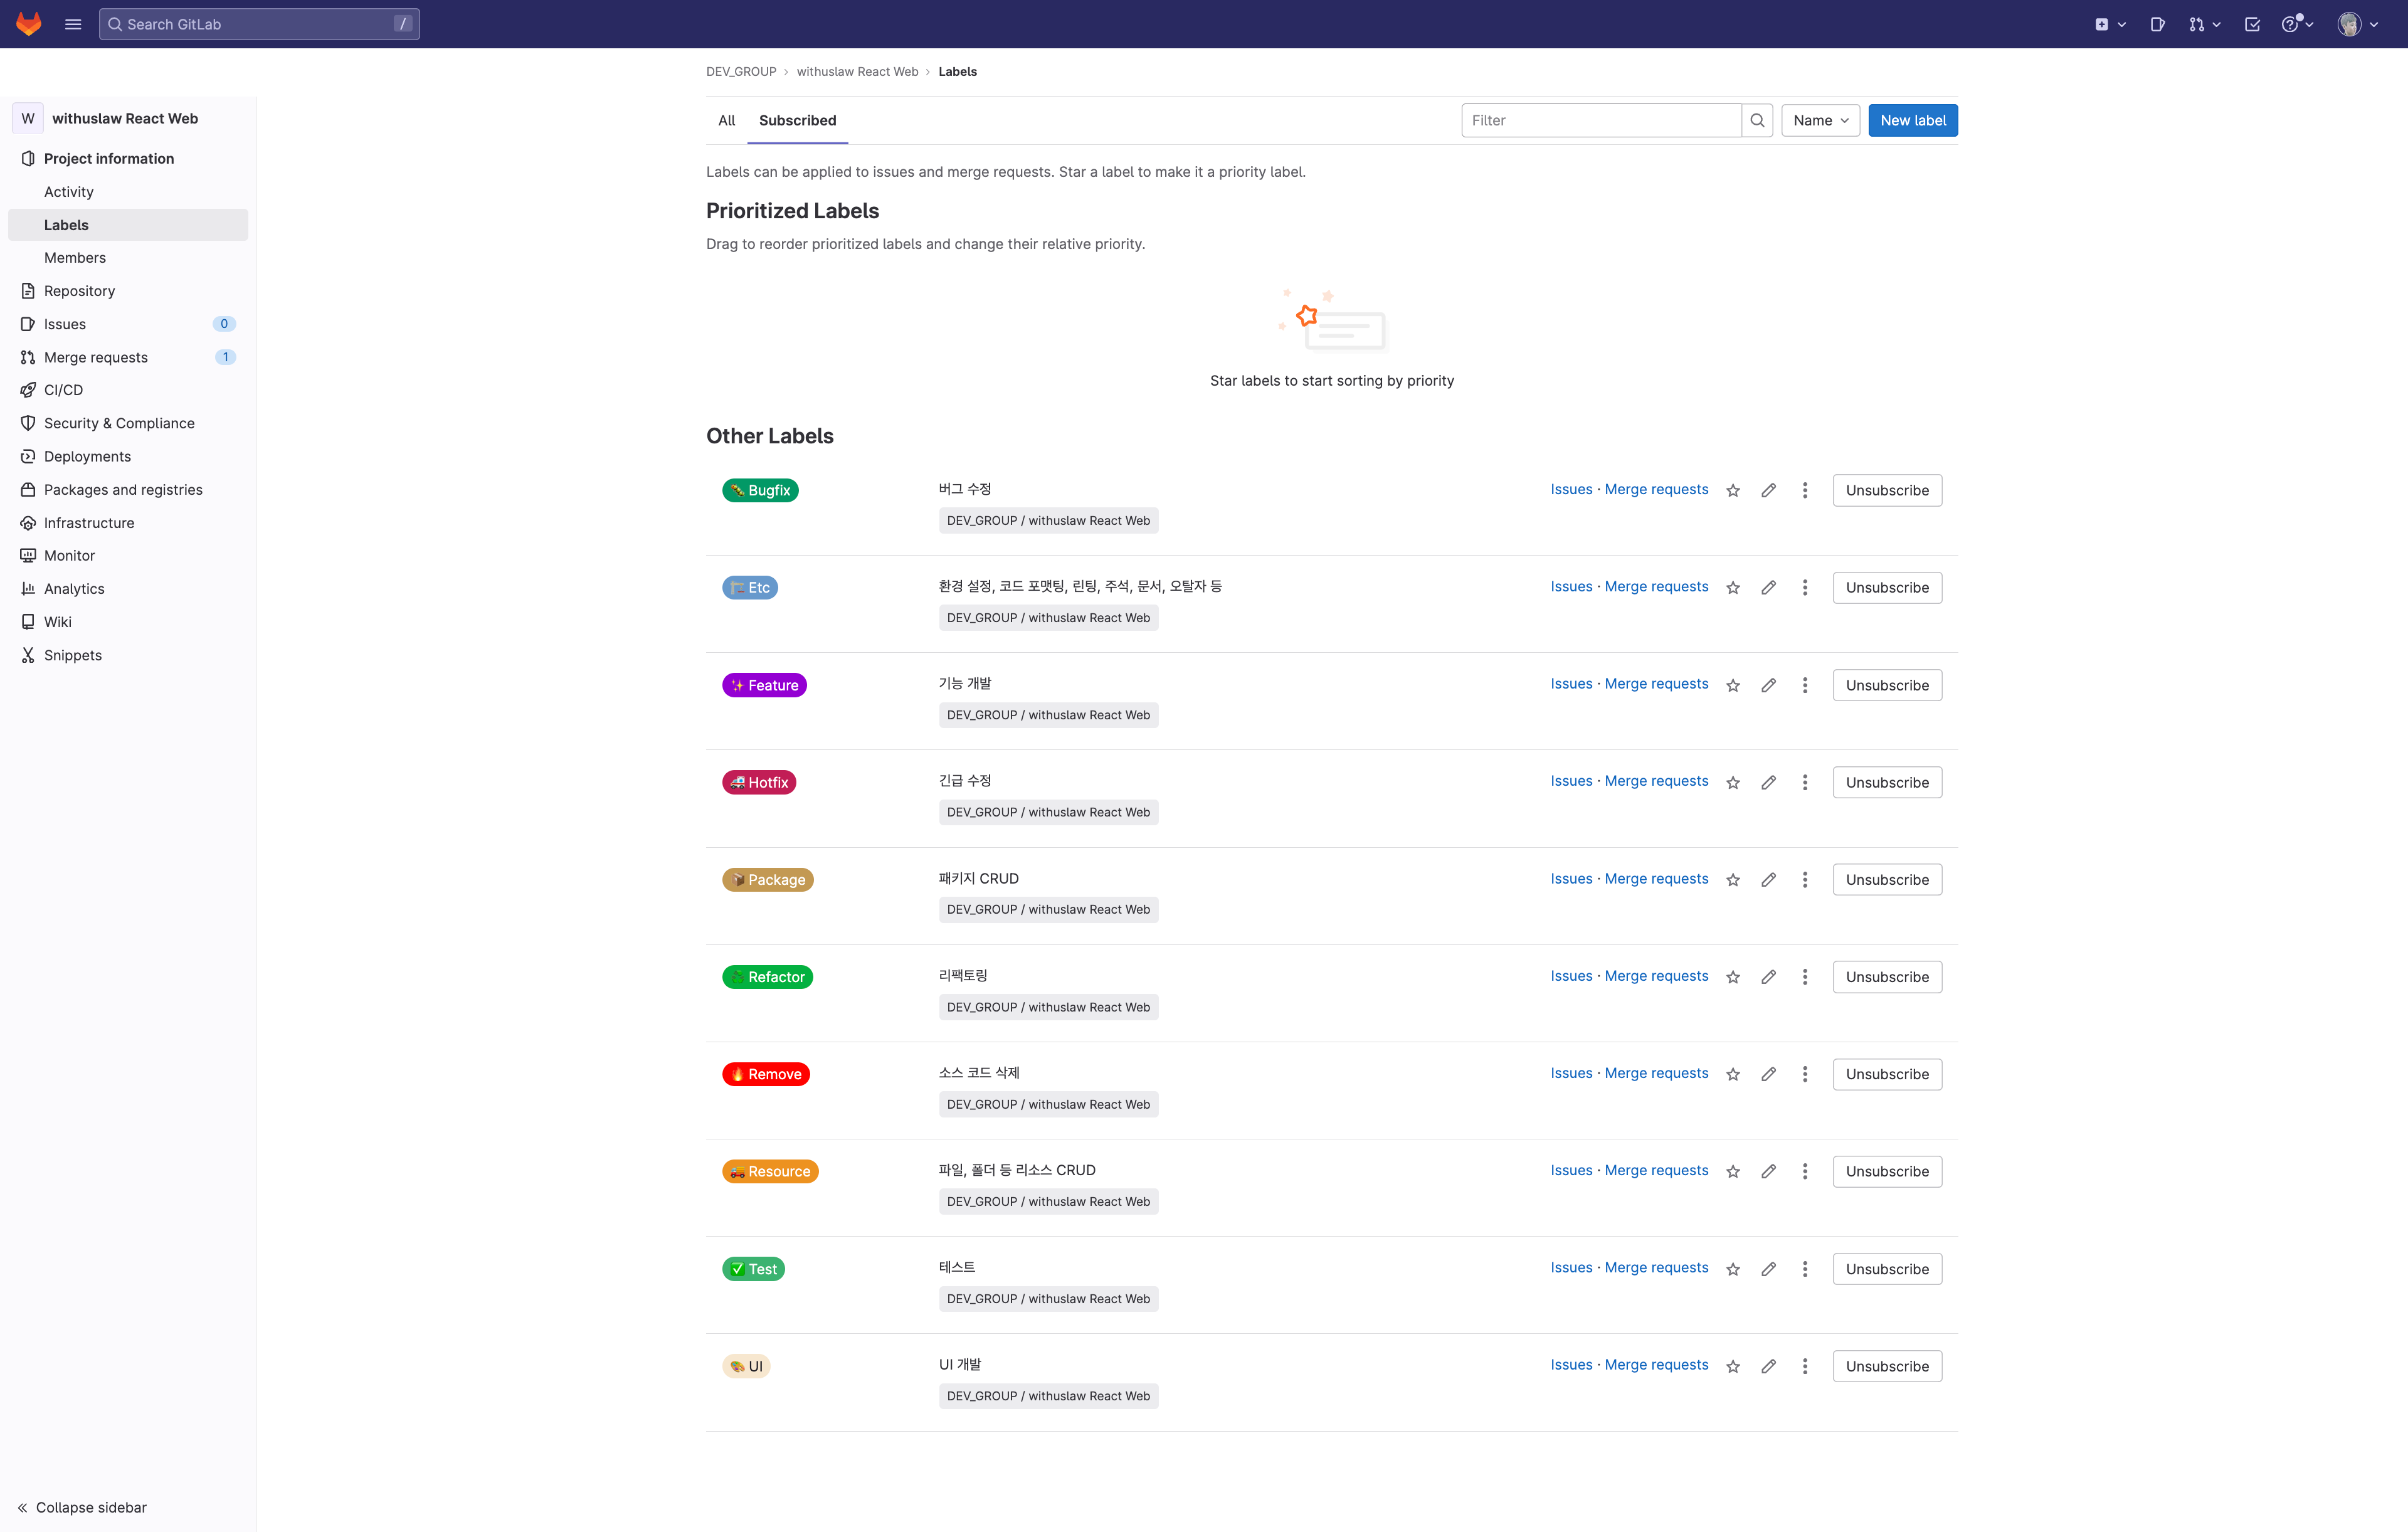 Search GitLab /
DEV_GROUP › withuslaw React Web › Labels
W withuslaw React Web
Project information
Activity
Labels
Members
Repository
Issues 0
Merge requests 1
CI/CD
Security & Compliance
Deployments
Packages and registries
Infrastructure
Monitor
Analytics
Wiki
Snippets
Collapse sidebar
All Subscribed Filter Name New label
Labels can be applied to issues and merge requests. Star a label to make it a priority label.
Prioritized Labels
Drag to reorder prioritized labels and change their relative priority.
Star labels to start sorting by priority
Other Labels
Bugfix 버그 수정 Issues · Merge requests Unsubscribe
DEV_GROUP / withuslaw React Web
Etc 환경 설정, 코드 포맷팅, 린팅, 주석, 문서, 오탈자 등 Issues · Merge requests Unsubscribe
DEV_GROUP / withuslaw React Web
Feature 기능 개발 Issues · Merge requests Unsubscribe
DEV_GROUP / withuslaw React Web
Hotfix 긴급 수정 Issues · Merge requests Unsubscribe
DEV_GROUP / withuslaw React Web
Package 패키지 CRUD Issues · Merge requests Unsubscribe
DEV_GROUP / withuslaw React Web
Refactor 리팩토링 Issues · Merge requests Unsubscribe
DEV_GROUP / withuslaw React Web
Remove 소스 코드 삭제 Issues · Merge requests Unsubscribe
DEV_GROUP / withuslaw React Web
Resource 파일, 폴더 등 리소스 CRUD Issues · Merge requests Unsubscribe
DEV_GROUP / withuslaw React Web
Test 테스트 Issues · Merge requests Unsubscribe
DEV_GROUP / withuslaw React Web
UI UI 개발 Issues · Merge requests Unsubscribe
DEV_GROUP / withuslaw React Web